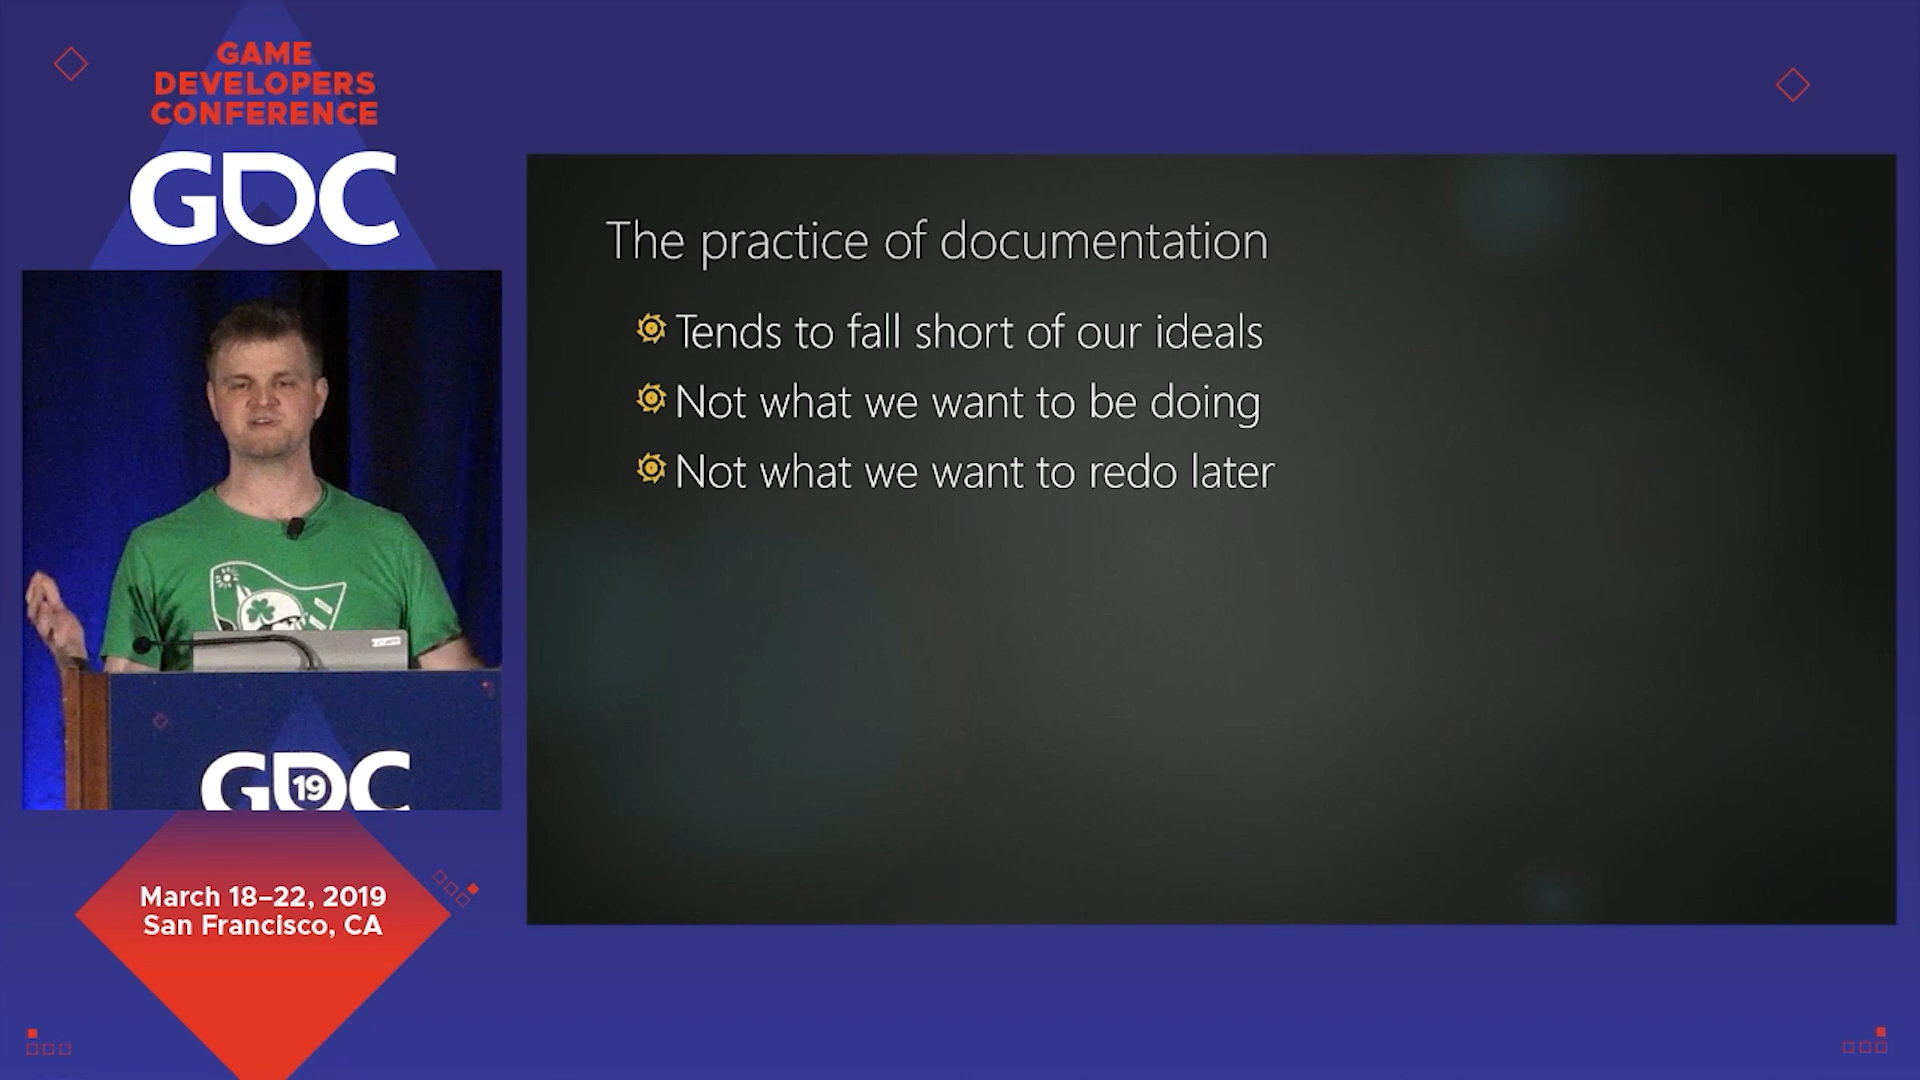 GAME
DEVELOPERS
CONFERENCE
GDC
The practice of documentation
Tends to fall short of our ideals
Not what we want to be doing
Not what we want to redo later
GDC
19
March 18–22, 2019
San Francisco, CA